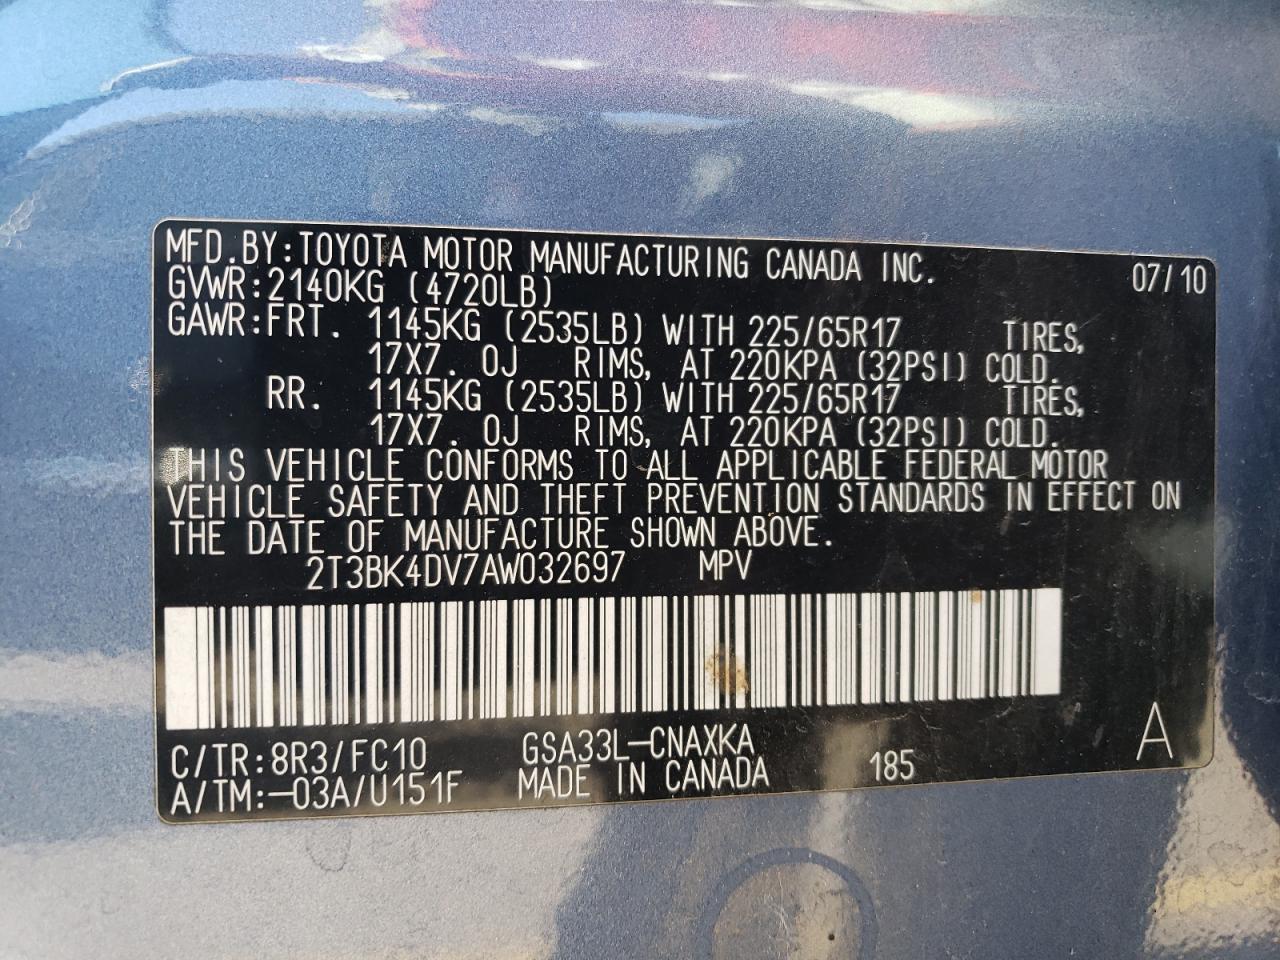 MFD.BY:TOYOTA MOTOR MANUFACTURING CANADA INC. 07/10
GVWR:2140KG (4720LB)
GAWR:FRT. 1145KG (2535LB) WITH 225/65R17 TIRES,
17X7.0J RIMS, AT 220KPA (32PSI) COLD.
RR. 1145KG (2535LB) WITH 225/65R17 TIRES,
17X7.0J RIMS, AT 220KPA (32PSI) COLD.
THIS VEHICLE CONFORMS TO ALL APPLICABLE FEDERAL MOTOR
VEHICLE SAFETY AND THEFT PREVENTION STANDARDS IN EFFECT ON
THE DATE OF MANUFACTURE SHOWN ABOVE.
2T3BK4DV7AW032697 MPV
C/TR:8R3/FC10 GSA33L-CNAXKA
A/TM:-03A/U151F MADE IN CANADA 185 A